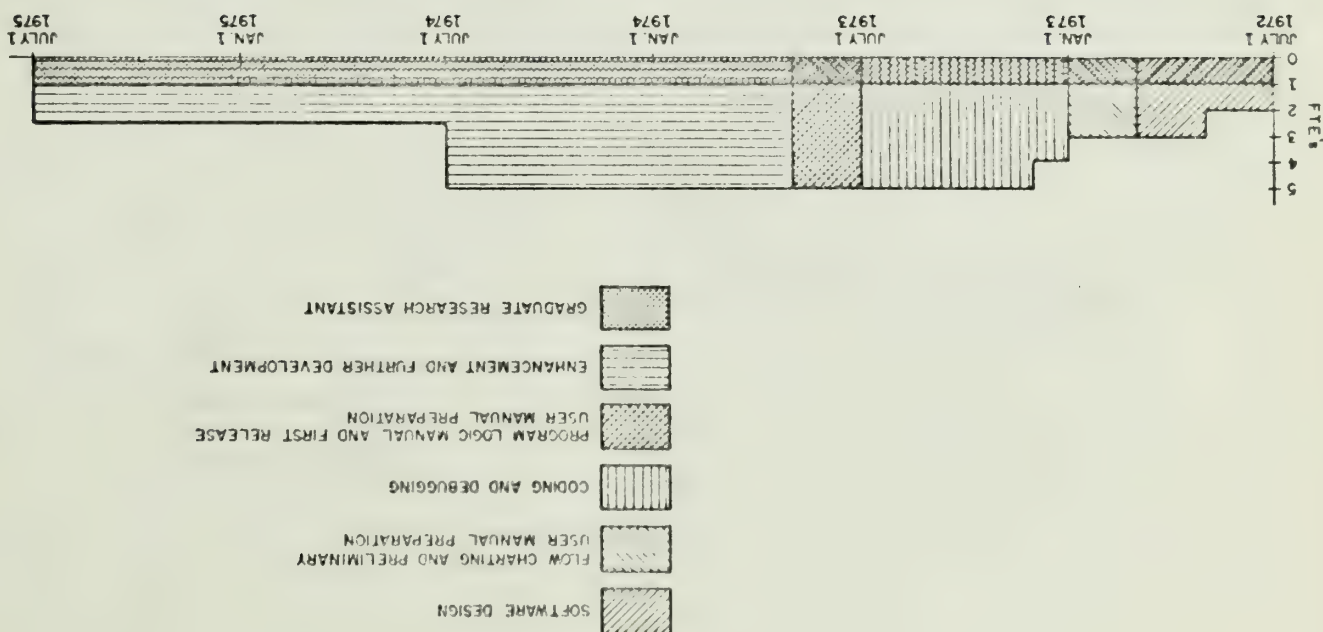 SOFTWARE DESIGN
FLOW CHARTING AND PRELIMINARY
USER MANUAL PREPARATION
CODING AND DEBUGGING
PROGRAM LOGIC MANUAL AND FIRST RELEASE
USER MANUAL PREPARATION
ENHANCEMENT AND FURTHER DEVELOPMENT
GRADUATE RESEARCH ASSISTANT
FTE's
5
4
3
2
1
0
JULY 1
1972
JAN. 1
1973
JULY 1
1973
JAN. 1
1974
JULY 1
1974
JAN. 1
1975
JULY 1
1975